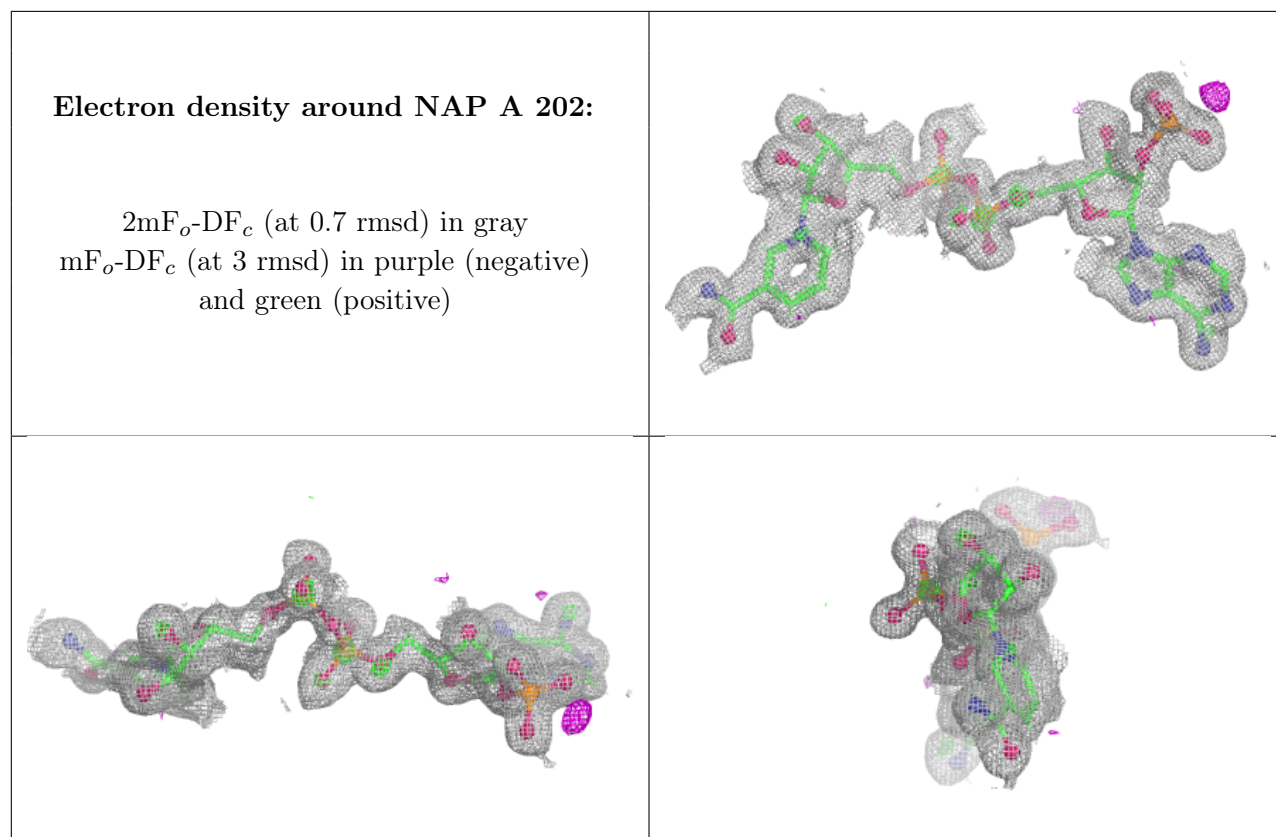 Electron density around NAP A 202:
2mFo-DFc (at 0.7 rmsd) in gray
mFo-DFc (at 3 rmsd) in purple (negative)
and green (positive)